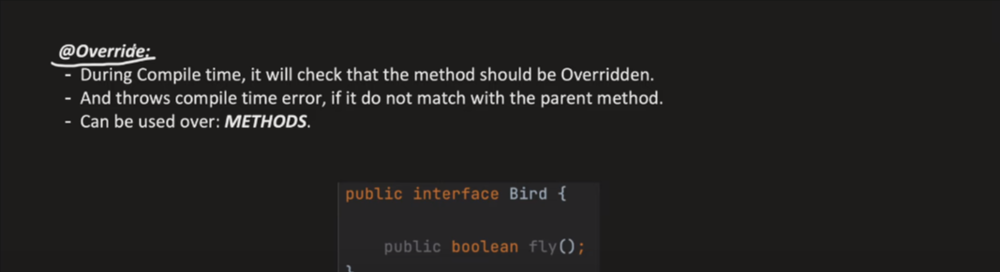 @Override:
- During Compile time, it will check that the method should be Overridden.
- And throws compile time error, if it do not match with the parent method.
- Can be used over: METHODS.
public interface Bird {
public boolean fly();
}